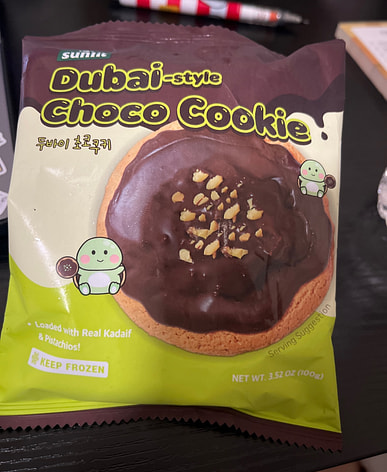 Dubai-style
Choco Cookie
두바이 초코쿠키
• Loaded with Real Kadaif
& Pistachios!
KEEP FROZEN
Serving Suggestion
NET WT. 3.52 OZ (100g)